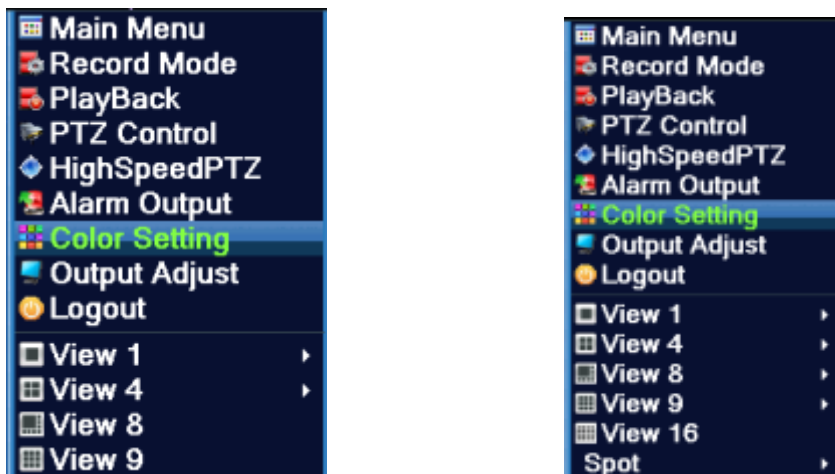 Main Menu
Record Mode
PlayBack
PTZ Control
HighSpeedPTZ
Alarm Output
Color Setting
Output Adjust
Logout
View 1
View 4
View 8
View 9
Main Menu
Record Mode
PlayBack
PTZ Control
HighSpeedPTZ
Alarm Output
Color Setting
Output Adjust
Logout
View 1
View 4
View 8
View 9
View 16
Spot